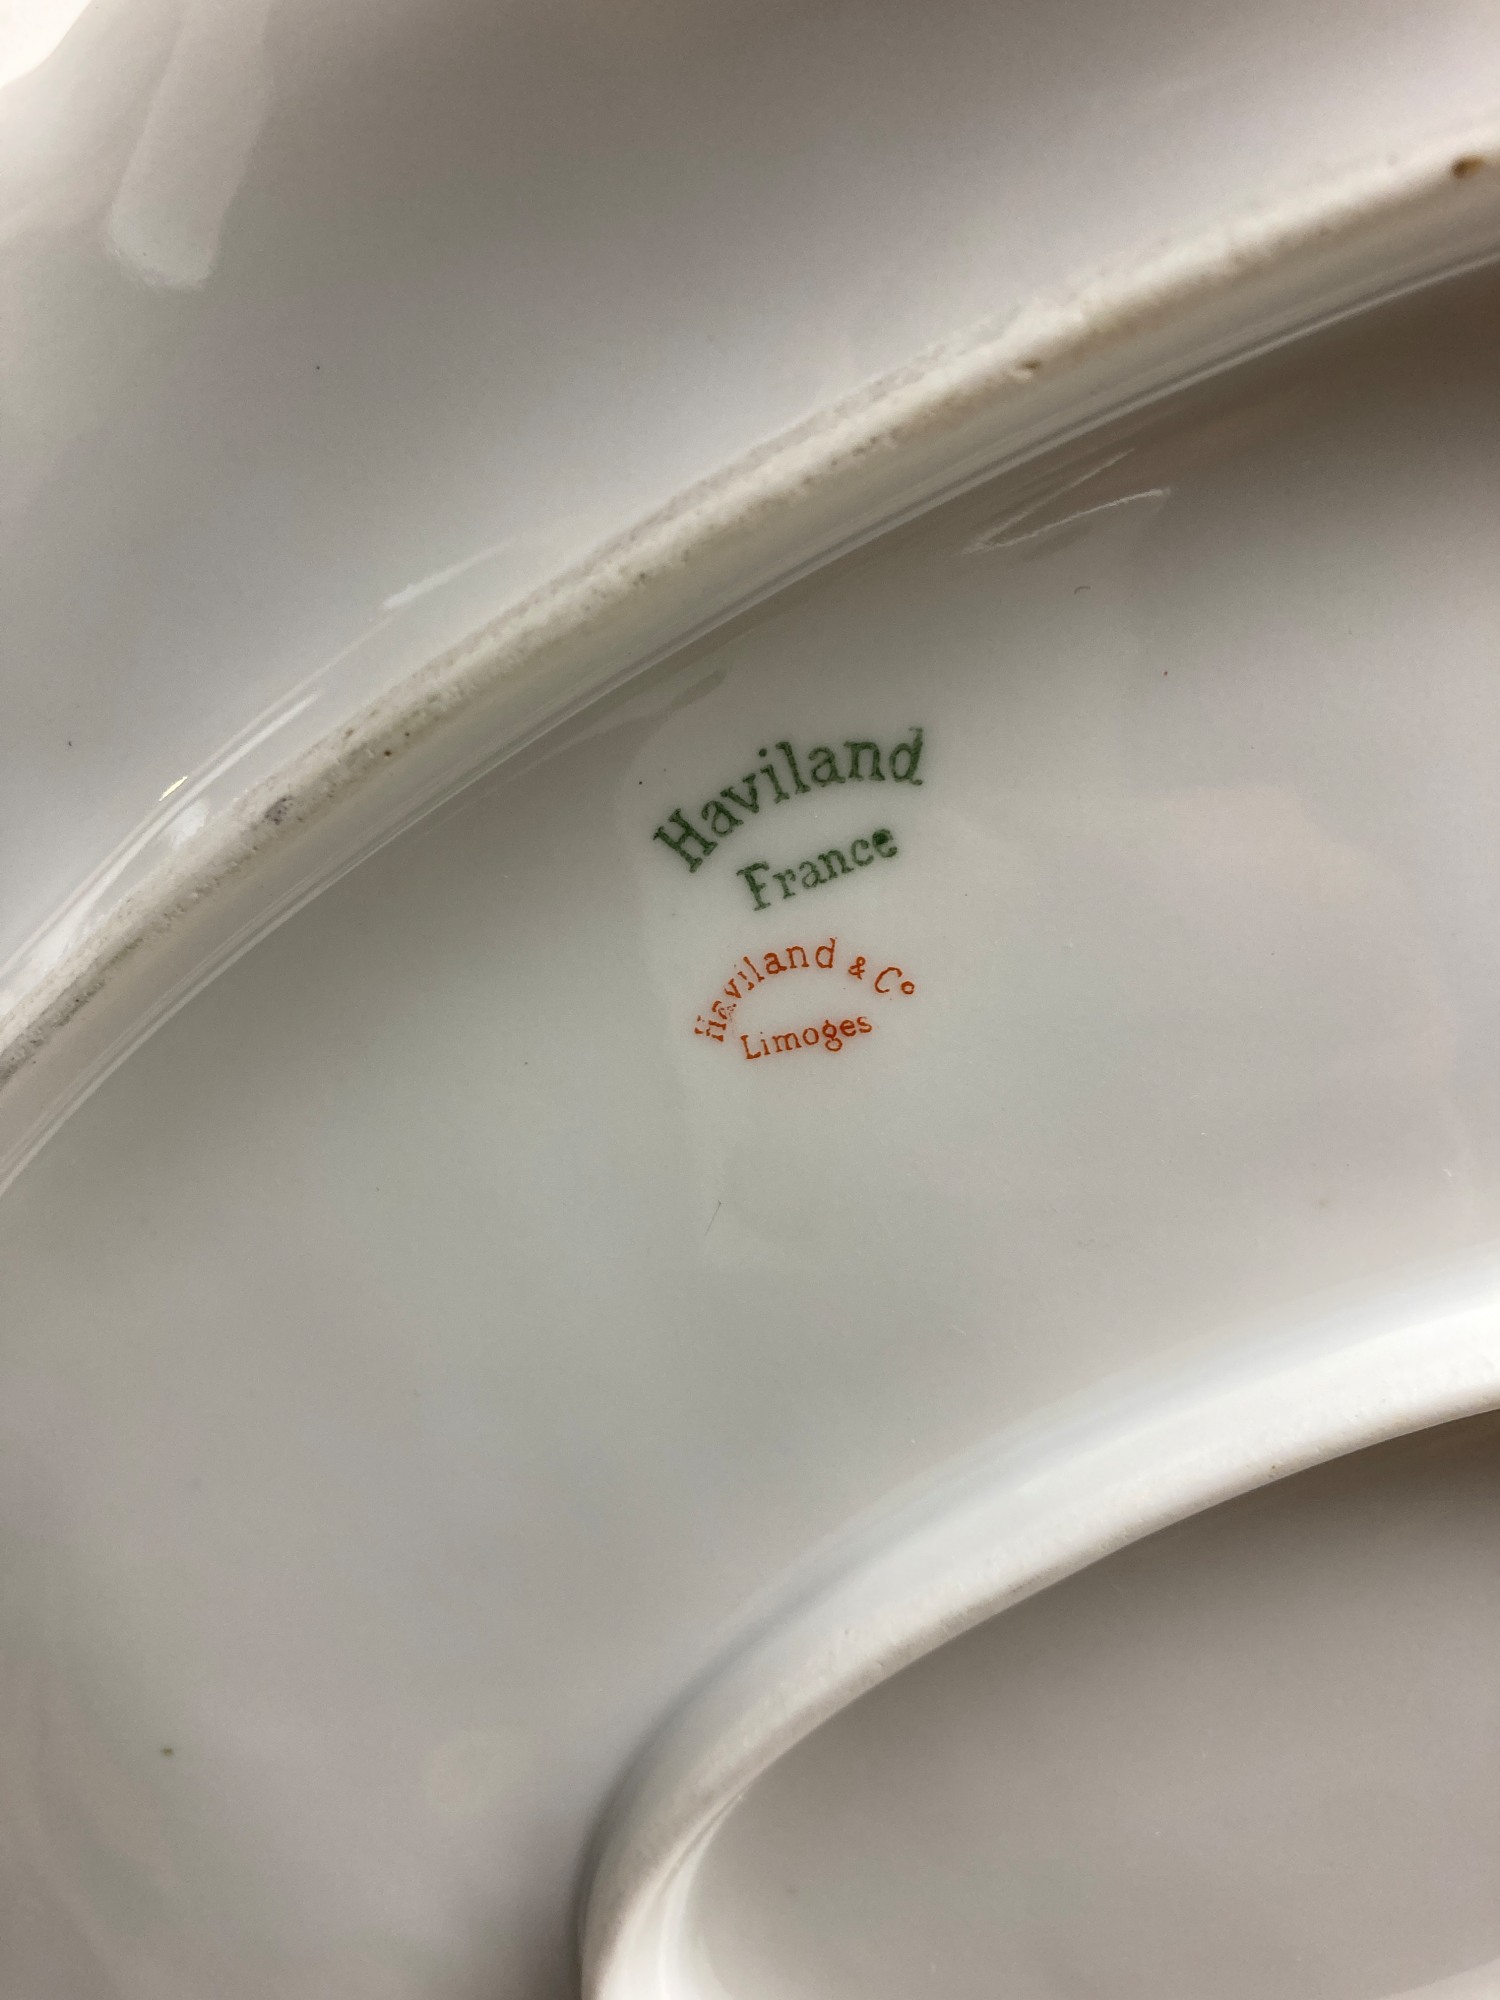 Haviland
France
Haviland & Co
Limoges